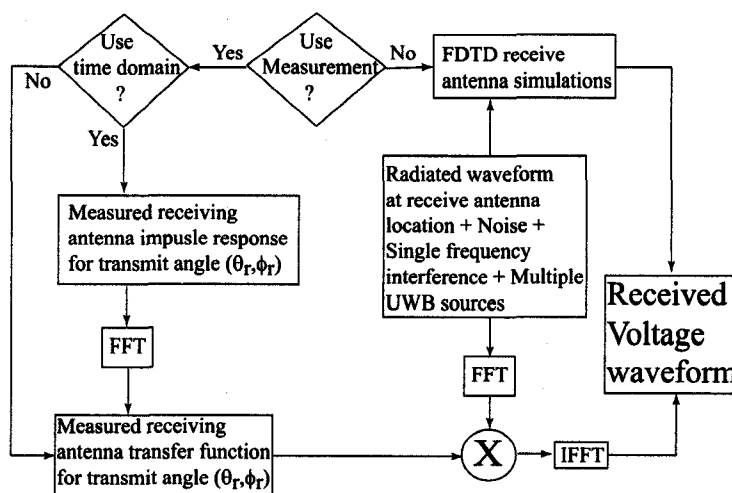 Use
time domain
?
Yes
No
Yes
Use
Measurement
?
No
FDTD receive
antenna simulations
Measured receiving
antenna impusle response
for transmit angle (θr,ϕr)
FFT
Measured receiving
antenna transfer function
for transmit angle (θr,ϕr)
Radiated waveform
at receive antenna
location + Noise +
Single frequency
interference + Multiple
UWB sources
FFT
X
IFFT
Received
Voltage
waveform